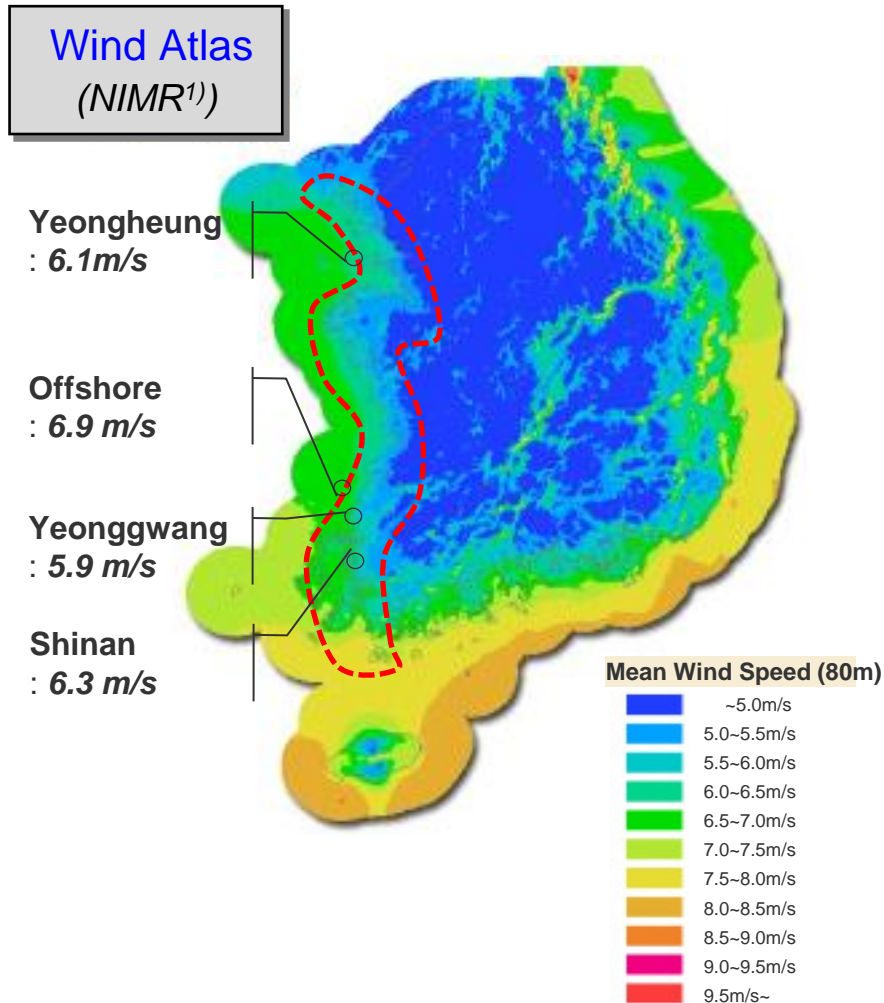 Wind Atlas
(NIMR1))
Yeongheung
: 6.1m/s
Offshore
: 6.9 m/s
Yeonggwang
: 5.9 m/s
Shinan
: 6.3 m/s
Mean Wind Speed (80m)
~5.0m/s
5.0~5.5m/s
5.5~6.0m/s
6.0~6.5m/s
6.5~7.0m/s
7.0~7.5m/s
7.5~8.0m/s
8.0~8.5m/s
8.5~9.0m/s
9.0~9.5m/s
9.5m/s~